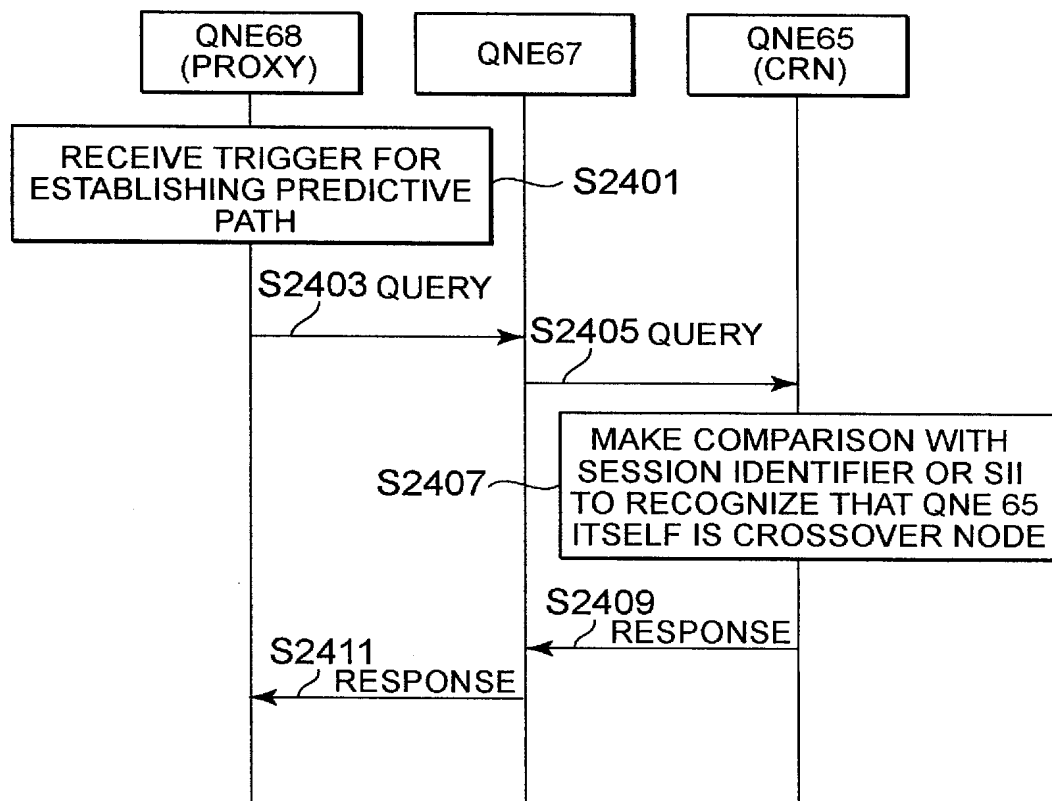 QNE68
(PROXY)
QNE67
QNE65
(CRN)
RECEIVE TRIGGER FOR
ESTABLISHING PREDICTIVE
PATH
S2401
S2403 QUERY
S2405 QUERY
MAKE COMPARISON WITH
SESSION IDENTIFIER OR SII
TO RECOGNIZE THAT QNE 65
ITSELF IS CROSSOVER NODE
S2407
S2409
RESPONSE
S2411
RESPONSE